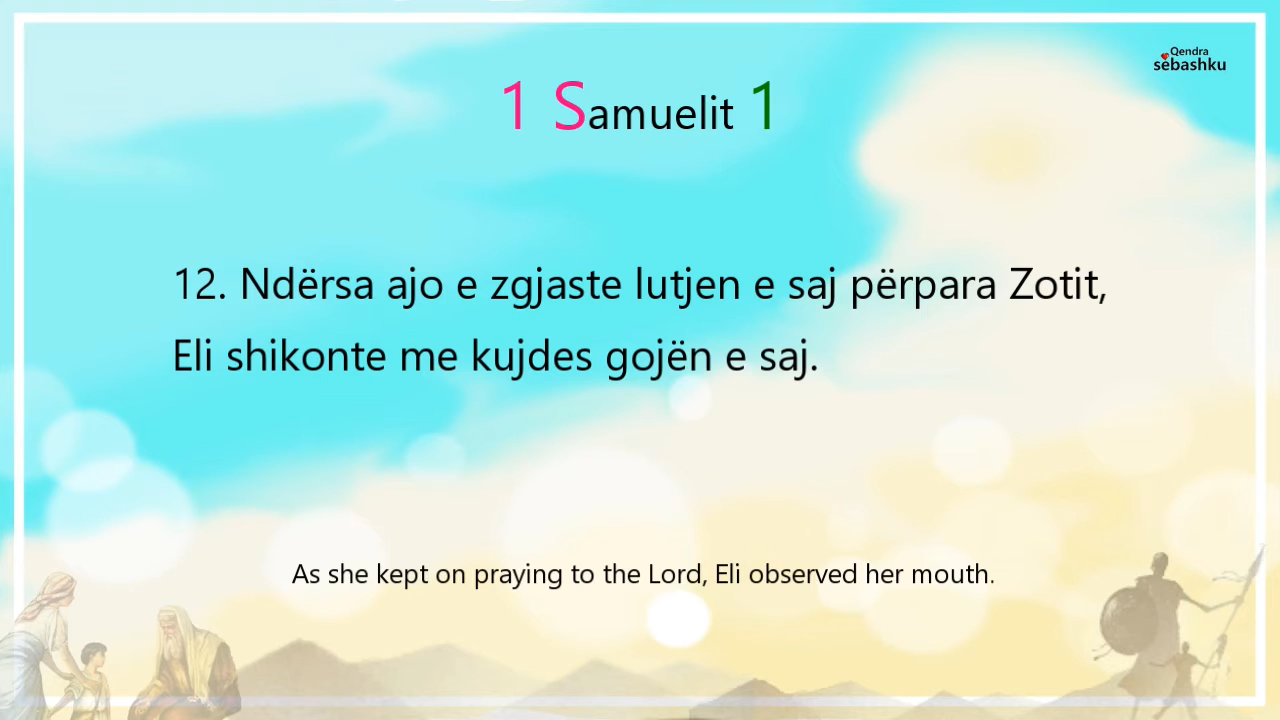 Qendra
sëbashku
1 Samuelit 1
12. Ndërsa ajo e zgjaste lutjen e saj përpara Zotit,
Eli shikonte me kujdes gojën e saj.
As she kept on praying to the Lord, Eli observed her mouth.